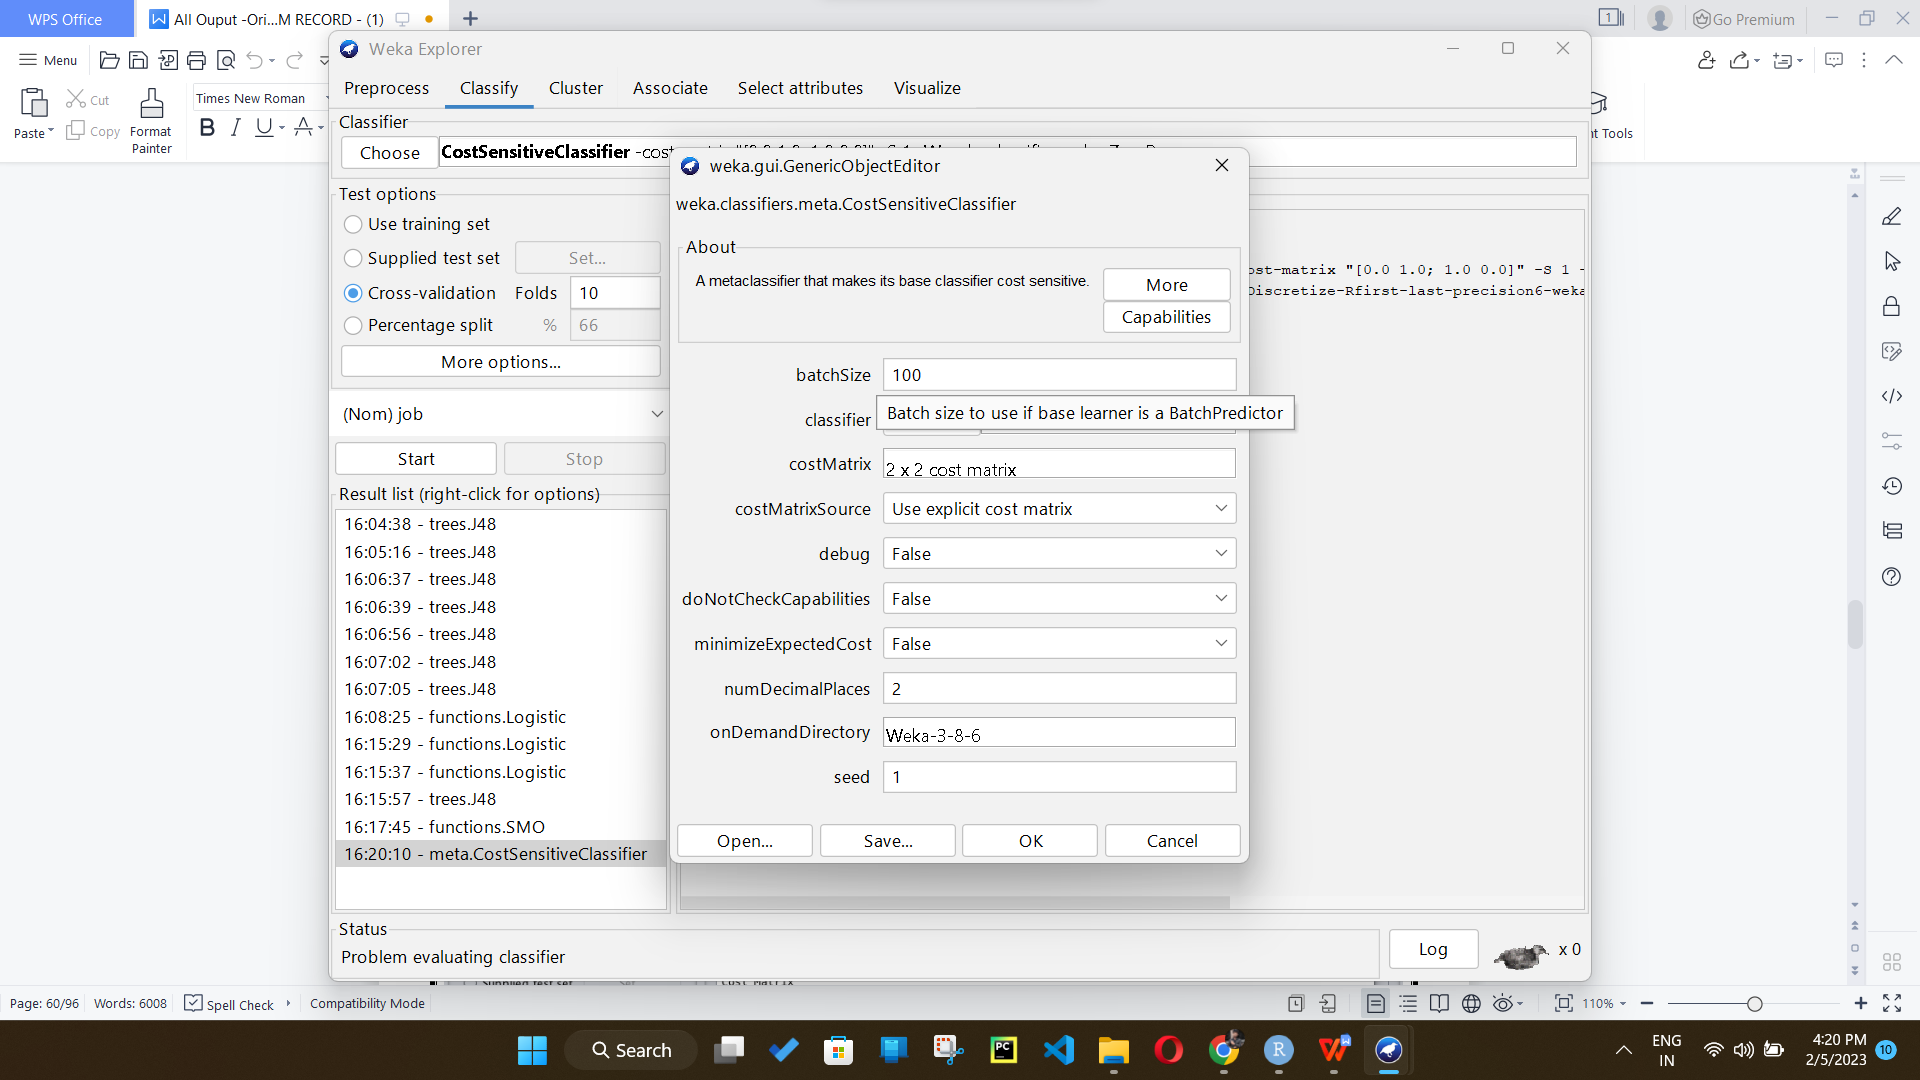 WPS Office
All Ouput -Ori...M RECORD - (1)
1
Go Premium
Menu
Cut
Paste
Copy
Format
Painter
Times New Roman
B I U A
t Tools
Weka Explorer
Preprocess
Classify
Cluster
Associate
Select attributes
Visualize
Classifier
Choose
CostSensitiveClassifier -cost
Test options
Use training set
Supplied test set
Set...
Cross-validation Folds 10
Percentage split % 66
More options...
(Nom) job
Start
Stop
Result list (right-click for options)
16:04:38 - trees.J48
16:05:16 - trees.J48
16:06:37 - trees.J48
16:06:39 - trees.J48
16:06:56 - trees.J48
16:07:02 - trees.J48
16:07:05 - trees.J48
16:08:25 - functions.Logistic
16:15:29 - functions.Logistic
16:15:37 - functions.Logistic
16:15:57 - trees.J48
16:17:45 - functions.SMO
16:20:10 - meta.CostSensitiveClassifier
ost-matrix "[0.0 1.0; 1.0 0.0]" -S 1 -
Discretize-Rfirst-last-precision6-weka
weka.gui.GenericObjectEditor
weka.classifiers.meta.CostSensitiveClassifier
About
A metaclassifier that makes its base classifier cost sensitive.
More
Capabilities
batchSize 100
classifier
Batch size to use if base learner is a BatchPredictor
costMatrix 2 x 2 cost matrix
costMatrixSource Use explicit cost matrix
debug False
doNotCheckCapabilities False
minimizeExpectedCost False
numDecimalPlaces 2
onDemandDirectory Weka-3-8-6
seed 1
Open...
Save...
OK
Cancel
Status
Problem evaluating classifier
Log
x 0
Page: 60/96
Words: 6008
Spell Check
Compatibility Mode
110%
Search
PC
R
ENG
IN
4:20 PM
2/5/2023
10